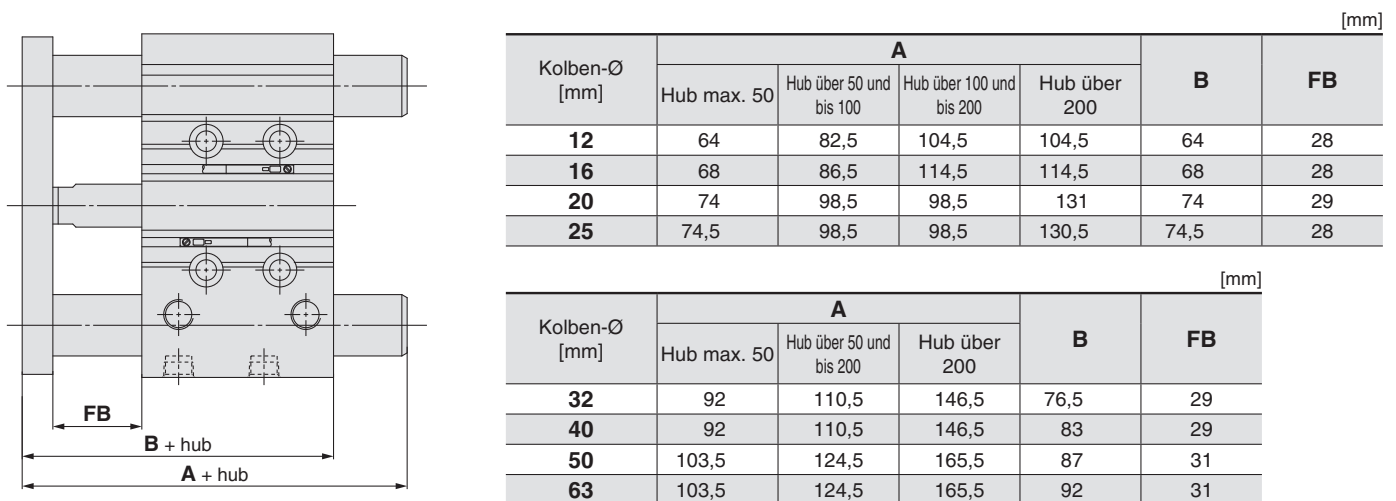 FB
B + hub
A + hub
[mm]
Kolben-Ø [mm] A B FB
Hub max. 50 Hub über 50 und bis 100 Hub über 100 und bis 200 Hub über 200
12 64 82,5 104,5 104,5 64 28
16 68 86,5 114,5 114,5 68 28
20 74 98,5 98,5 131 74 29
25 74,5 98,5 98,5 130,5 74,5 28
[mm]
Kolben-Ø [mm] A B FB
Hub max. 50 Hub über 50 und bis 200 Hub über 200
32 92 110,5 146,5 76,5 29
40 92 110,5 146,5 83 29
50 103,5 124,5 165,5 87 31
63 103,5 124,5 165,5 92 31